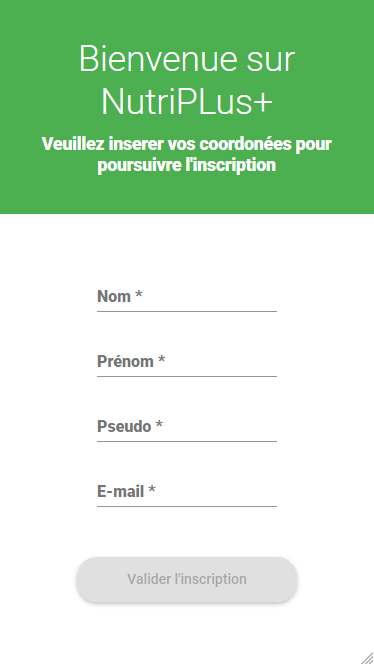 Bienvenue sur
NutriPLus+
Veuillez inserer vos coordonées pour
poursuivre l'inscription
Nom *
Prénom *
Pseudo *
E-mail *
Valider l'inscription